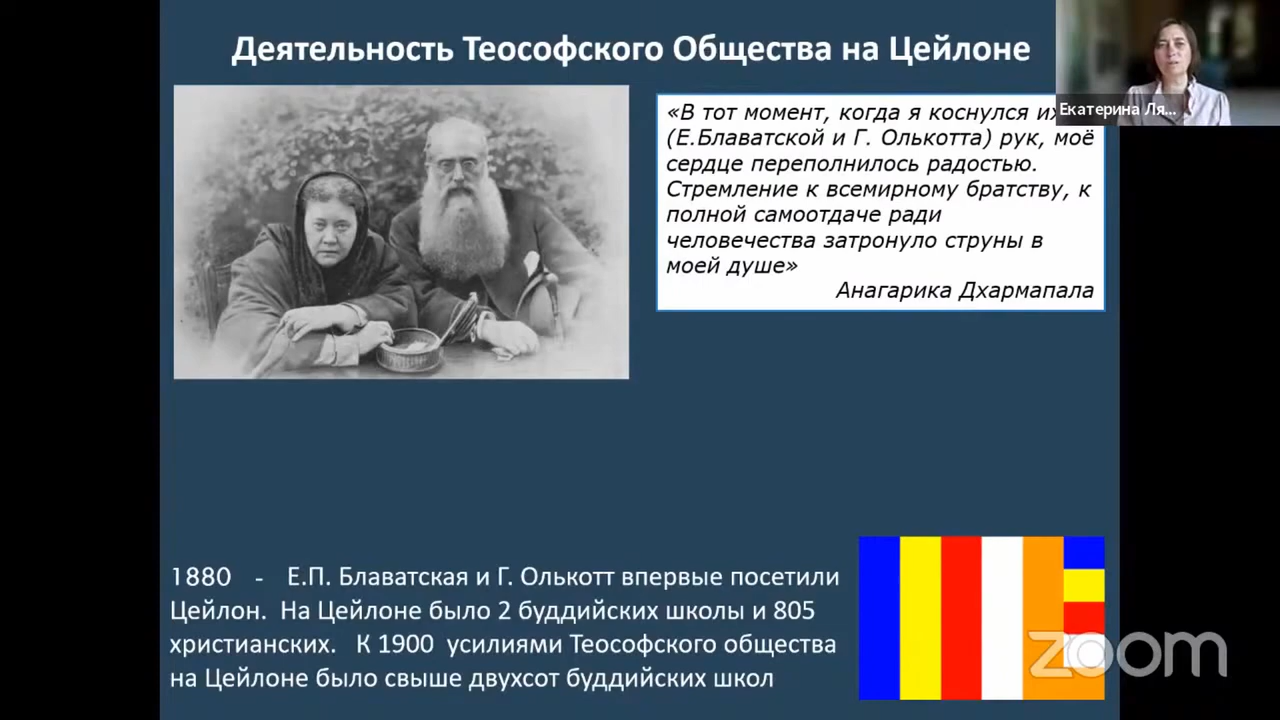 Деятельность Теософского Общества на Цейлоне
Екатерина Ля...
«В тот момент, когда я коснулся их
(Е.Блаватской и Г. Олькотта) рук, моё
сердце переполнилось радостью.
Стремление к всемирному братству, к
полной самоотдаче ради
человечества затронуло струны в
моей душе»
Анагарика Дхармапала
1880 - Е.П. Блаватская и Г. Олькотт впервые посетили
Цейлон. На Цейлоне было 2 буддийских школы и 805
христианских. К 1900 усилиями Теософского общества
на Цейлоне было свыше двухсот буддийских школ
zoom